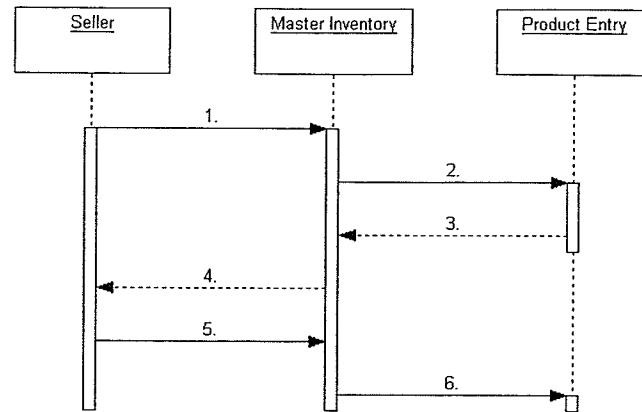 Seller
Master Inventory
Product Entry
1.
2.
3.
4.
5.
6.